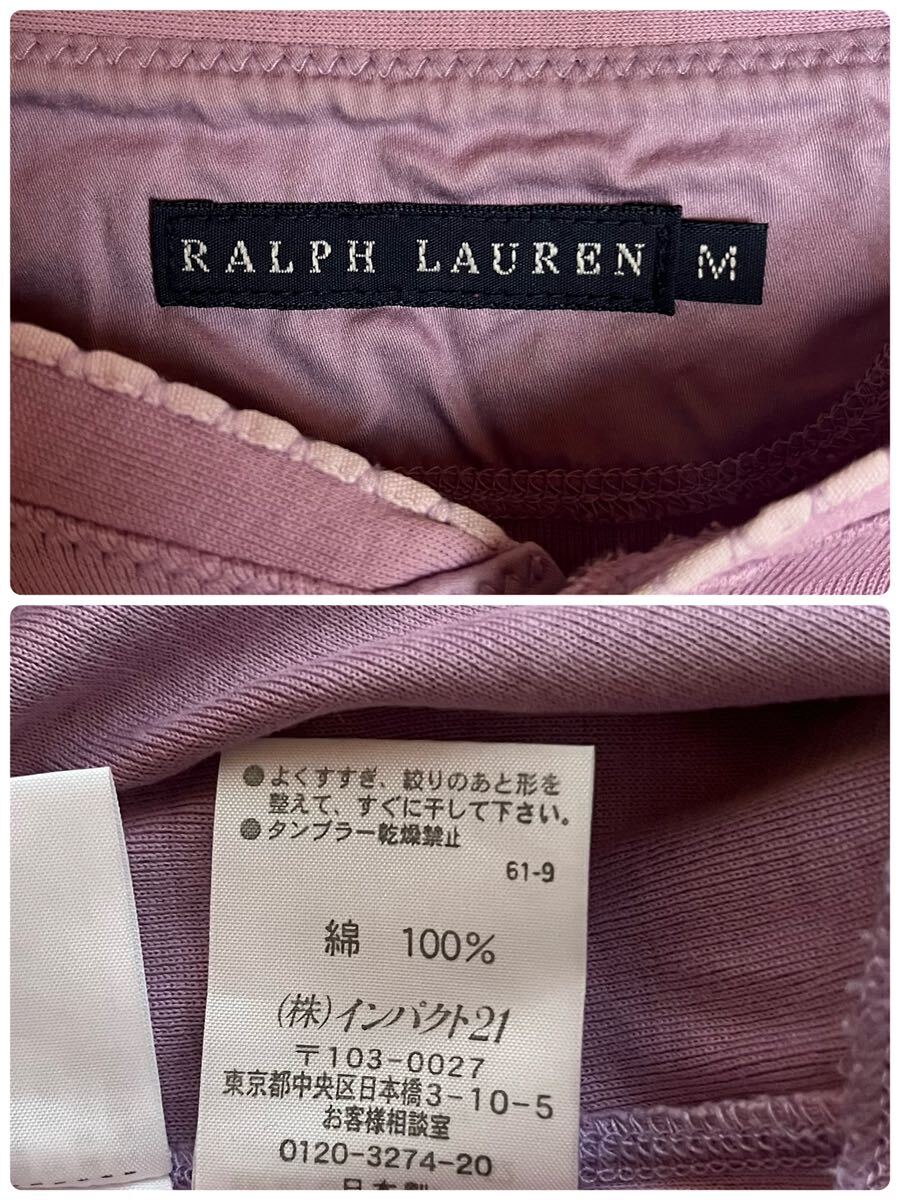 RALPH LAUREN M
●よくすすぎ、絞りのあと形を
整えて、すぐに干して下さい。
●タンブラー乾燥禁止
61-9
綿 100%
(株)インパクト21
〒103-0027
東京都中央区日本橋3-10-5
お客様相談室
0120-3274-20
日本製